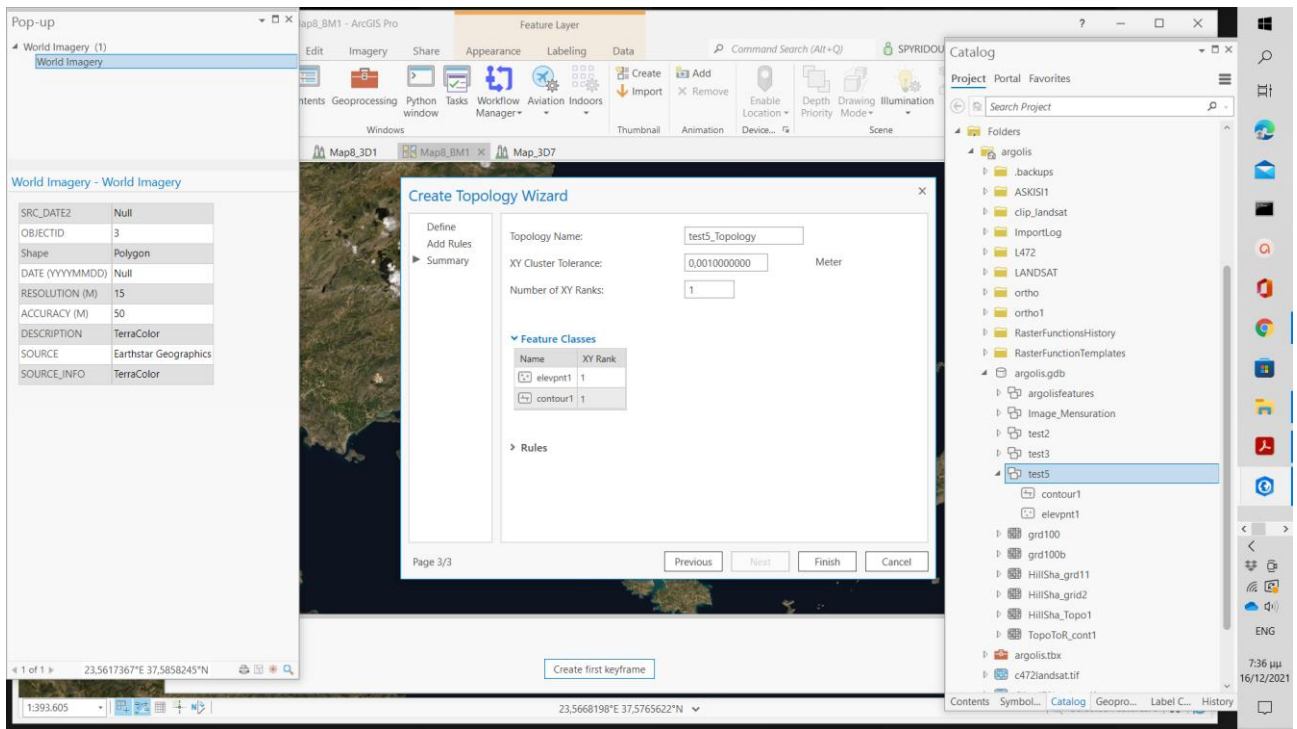 Pop-up
World Imagery (1)
World Imagery
World Imagery - World Imagery
SRC_DATE2 Null
OBJECTID 3
Shape Polygon
DATE (YYYYMMDD) Null
RESOLUTION (M) 15
ACCURACY (M) 50
DESCRIPTION TerraColor
SOURCE Earthstar Geographics
SOURCE_INFO TerraColor
1 of 1 23,5617367°E 37,5858245°N
Map8_BM1 - ArcGIS Pro Feature Layer
Edit Imagery Share Appearance Labeling Data Command Search (Alt+Q) SPYRIDOU
Geoprocessing Python window Tasks Workflow Manager Aviation Indoors
Create Import Add Remove Enable Location Depth Priority Drawing Mode Illumination
Windows Thumbnail Animation Device... Scene
Map8_3D1 Map8_BM1 Map_3D7
Create Topology Wizard
Define
Add Rules
Summary
Topology Name: test5_Topology
XY Cluster Tolerance: 0,0010000000 Meter
Number of XY Ranks: 1
Feature Classes
Name XY Rank
elevpnt1 1
contour1 1
Rules
Page 3/3 Previous Next Finish Cancel
Create first keyframe
1:393.605 23,5668198°E 37,5765622°N
Catalog
Project Portal Favorites
Search Project
Folders
argolis
.backups
ASKISI1
clip_landsat
ImportLog
L472
LANDSAT
ortho
ortho1
RasterFunctionsHistory
RasterFunctionTemplates
argolis.gdb
argolisfeatures
Image_Mensuration
test2
test3
test5
contour1
elevpnt1
grd100
grd100b
HillSha_grd11
HillSha_grid2
HillSha_Topo1
TopoToR_cont1
argolis.tbx
c472landsat.tif
Contents Symbol... Catalog Geopro... Label C... History
ENG
7:36 μμ
16/12/2021